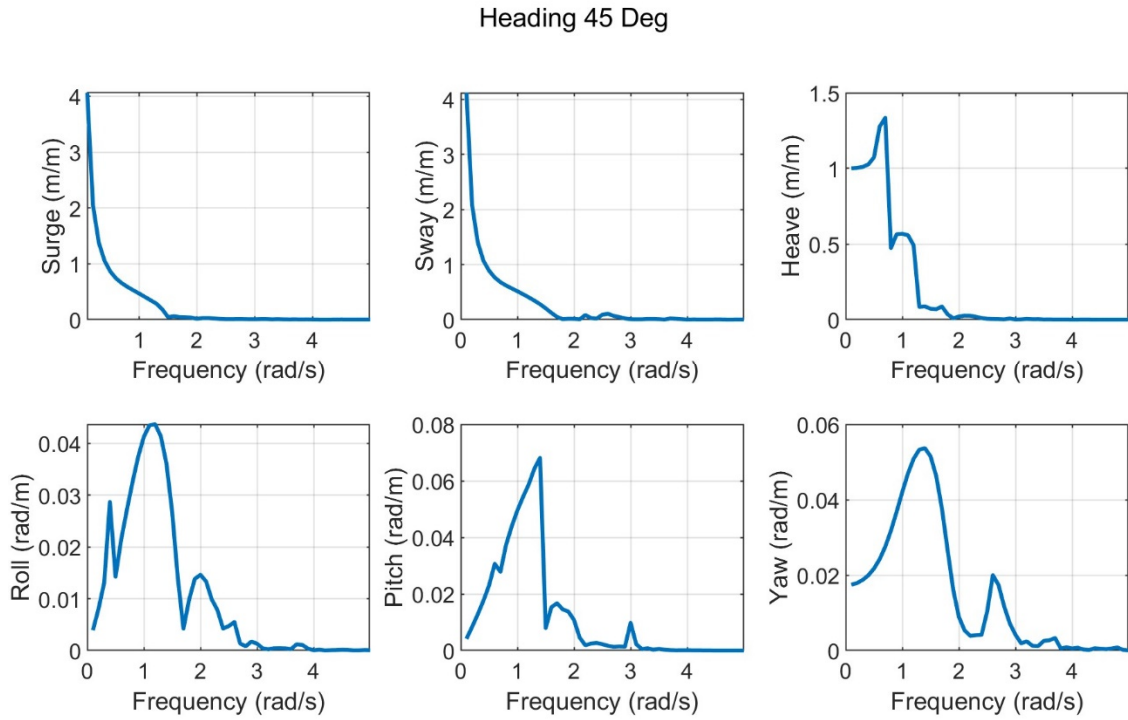 Heading 45 Deg
Surge (m/m)
4
3
2
1
0
1 2 3 4
Frequency (rad/s)
Sway (m/m)
4
3
2
1
0
0 1 2 3 4
Frequency (rad/s)
Heave (m/m)
1.5
1
0.5
0
0 1 2 3 4
Frequency (rad/s)
Roll (rad/m)
0.04
0.03
0.02
0.01
0
0 1 2 3 4
Frequency (rad/s)
Pitch (rad/m)
0.08
0.06
0.04
0.02
0
0 1 2 3 4
Frequency (rad/s)
Yaw (rad/m)
0.06
0.04
0.02
0
0 1 2 3 4
Frequency (rad/s)